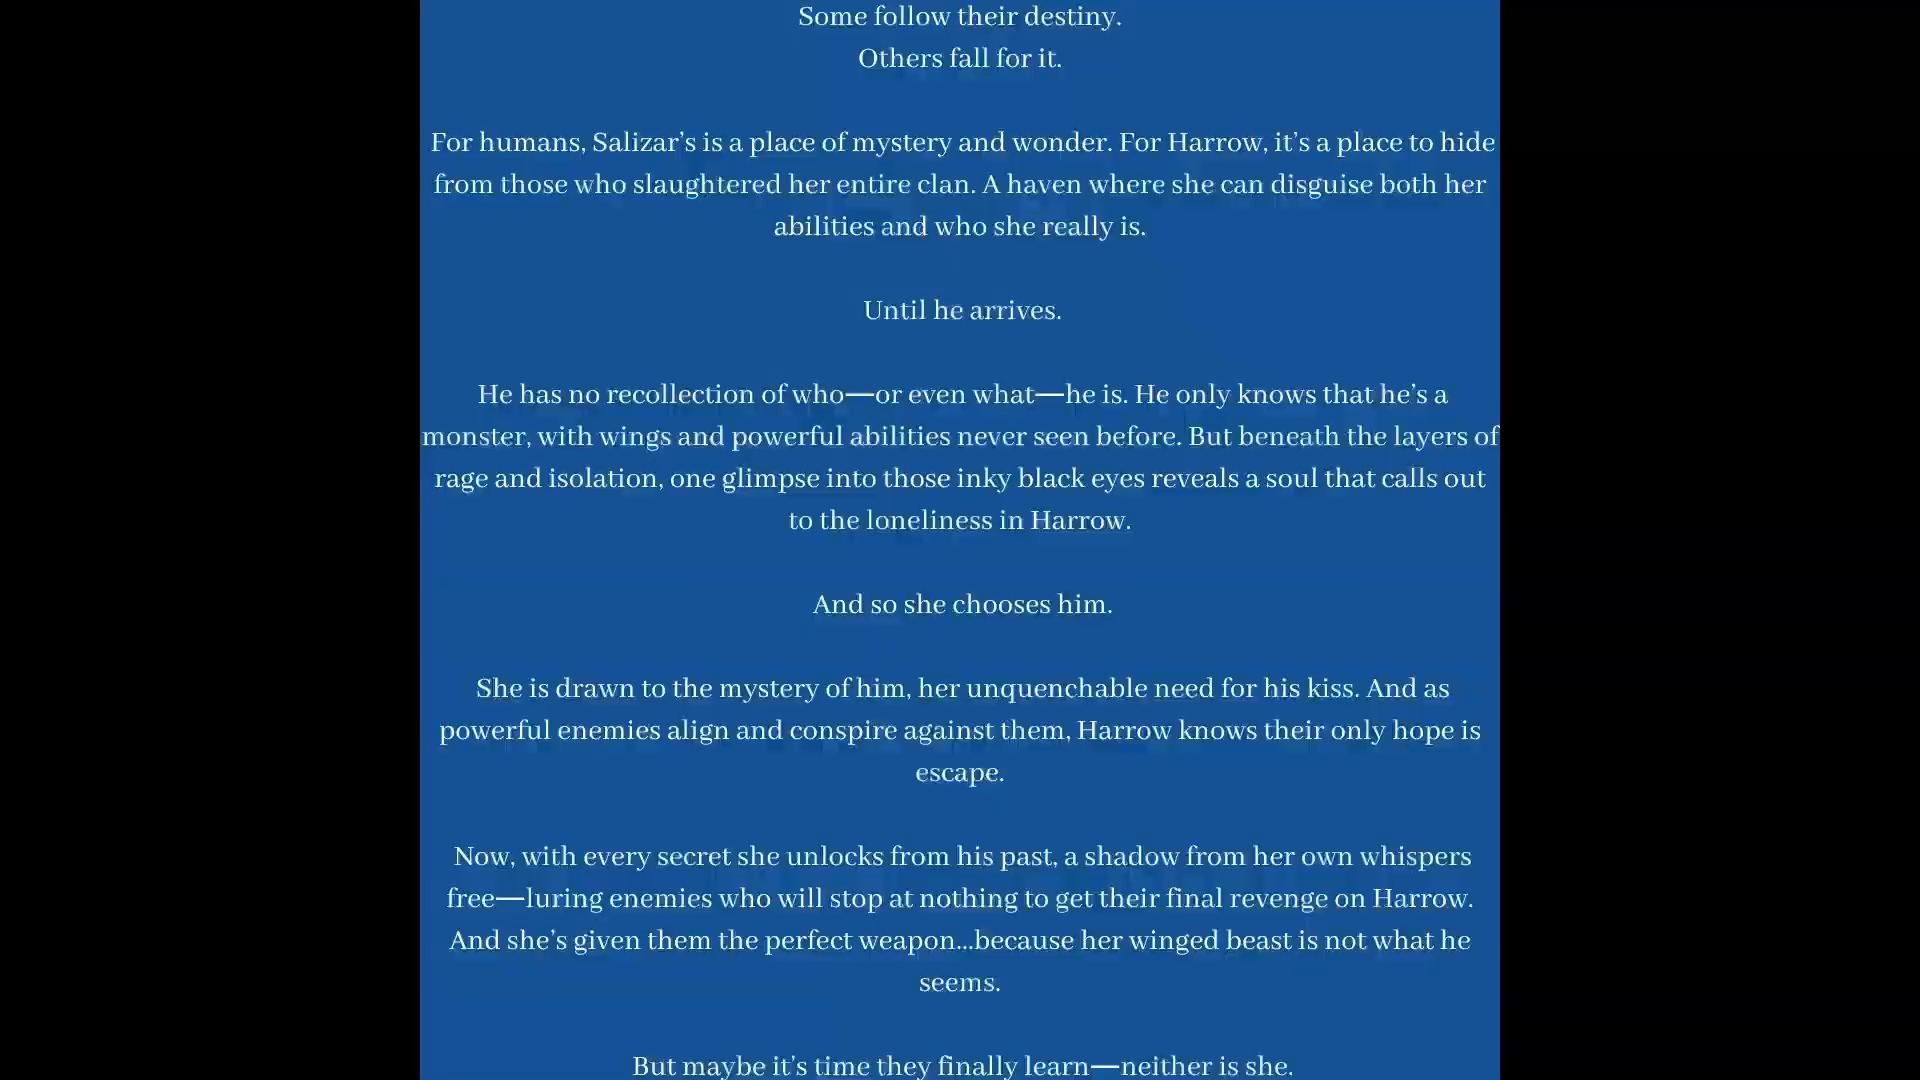 Some follow their destiny.
Others fall for it.
For humans, Salizar's is a place of mystery and wonder. For Harrow, it's a place to hide
from those who slaughtered her entire clan. A haven where she can disguise both her
abilities and who she really is.
Until he arrives.
He has no recollection of who—or even what—he is. He only knows that he's a
monster, with wings and powerful abilities never seen before. But beneath the layers of
rage and isolation, one glimpse into those inky black eyes reveals a soul that calls out
to the loneliness in Harrow.
And so she chooses him.
She is drawn to the mystery of him, her unquenchable need for his kiss. And as
powerful enemies align and conspire against them, Harrow knows their only hope is
escape.
Now, with every secret she unlocks from his past, a shadow from her own whispers
free—luring enemies who will stop at nothing to get their final revenge on Harrow.
And she's given them the perfect weapon...because her winged beast is not what he
seems.
But maybe it's time they finally learn—neither is she.